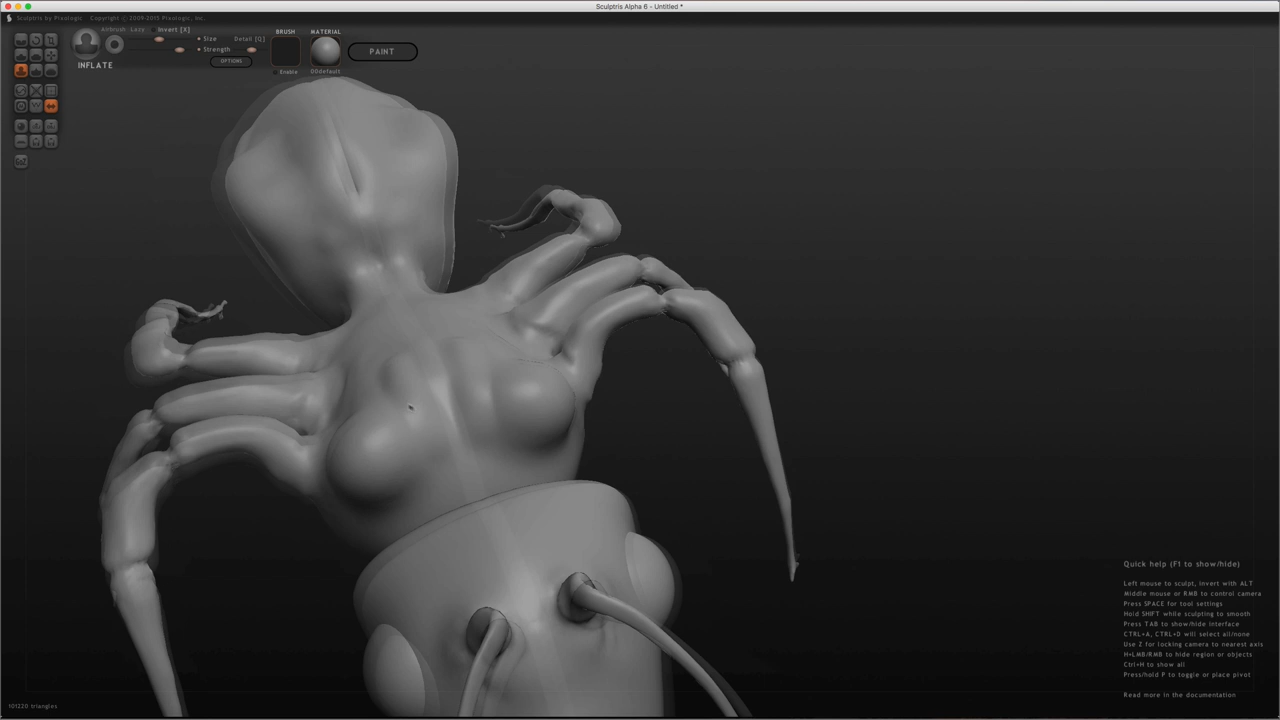 Sculptris Alpha 6 - Untitled *
Sculptris by Pixologic Copyright Ⓒ 2009-2015 Pixologic, Inc.
Airbrush Lazy Invert [X]
Size Detail [Q]
Strength
OPTIONS
INFLATE
BRUSH
Enable
MATERIAL
00default
PAINT
Quick help (F1 to show/hide)
Left mouse to sculpt, invert with ALT
Middle mouse or RMB to control camera
Press SPACE for tool settings
Hold SHIFT while sculpting to smooth
Press TAB to show/hide interface
CTRL+A, CTRL+D will select all/none
Use Z for locking camera to nearest axis
H+LMB/RMB to hide region or objects
Ctrl+H to show all
Press/hold P to toggle or place pivot
Read more in the documentation
101220 triangles